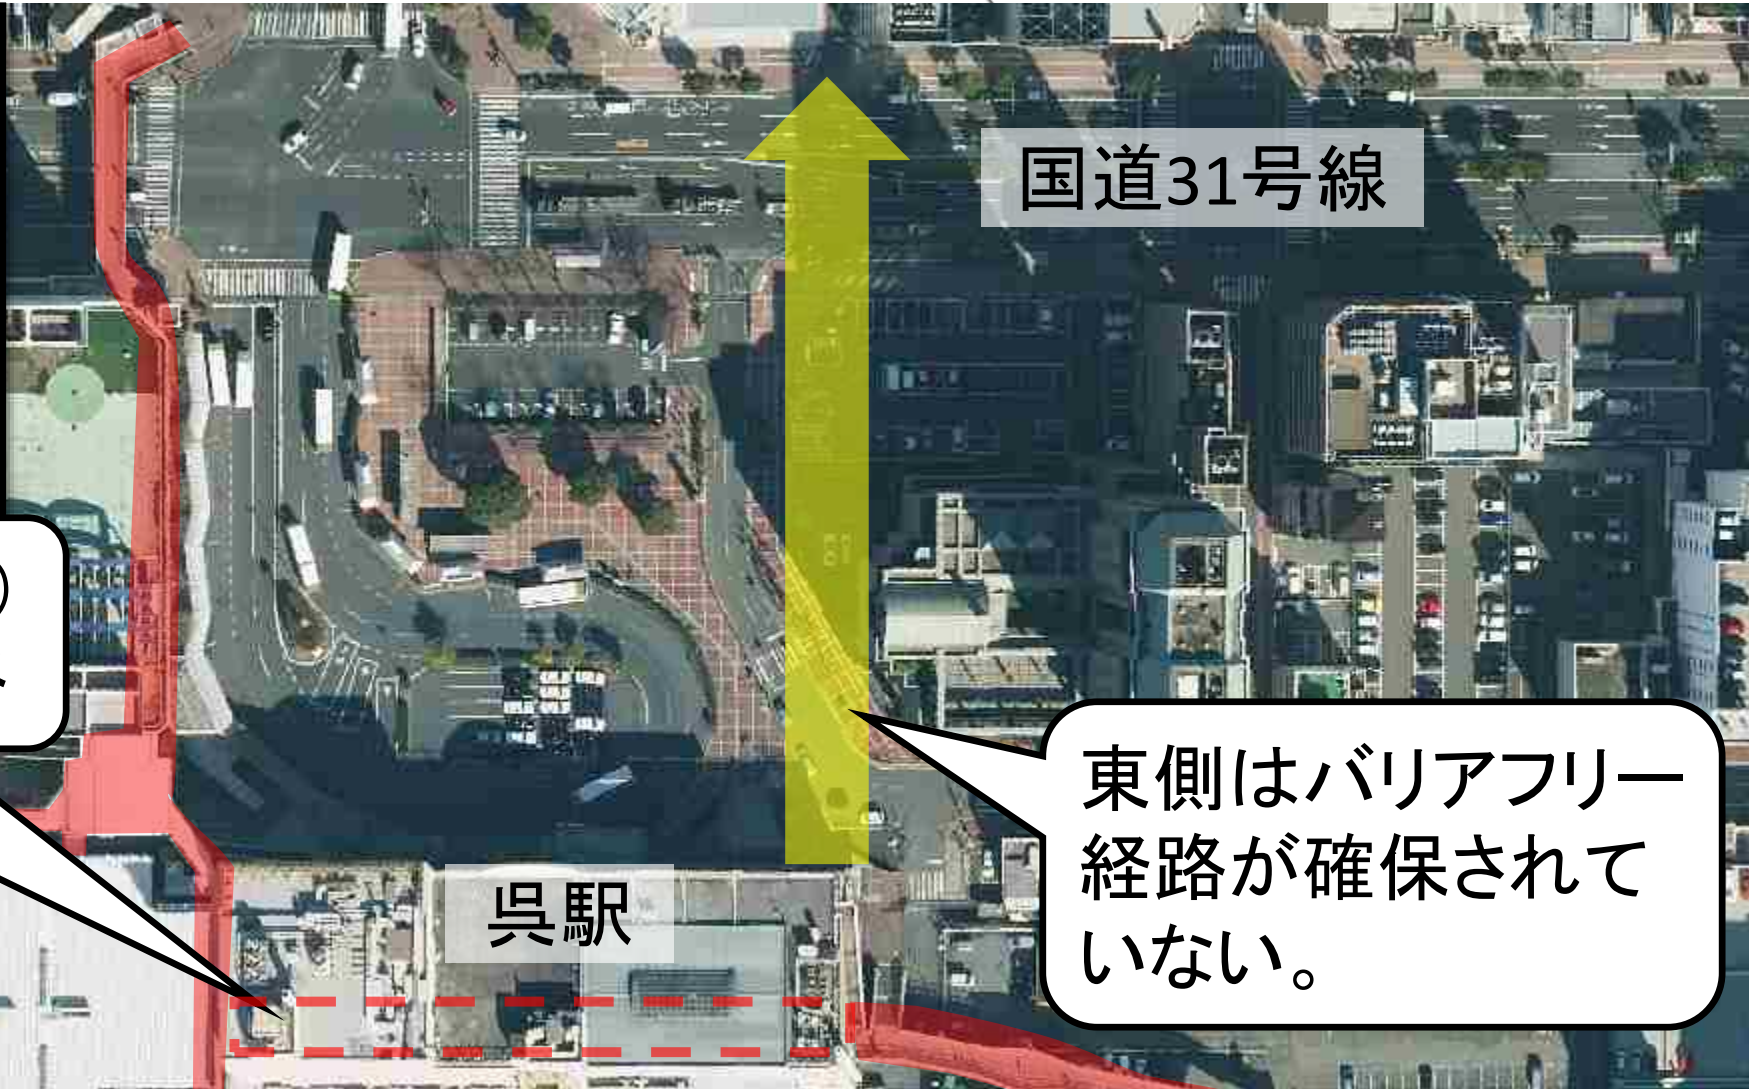 国道31号線
東側はバリアフリー
経路が確保されて
いない。
呉駅